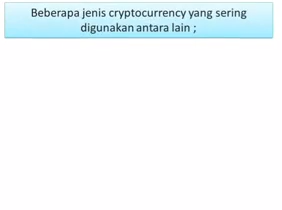 Beberapa jenis cryptocurrency yang sering
digunakan antara lain ;